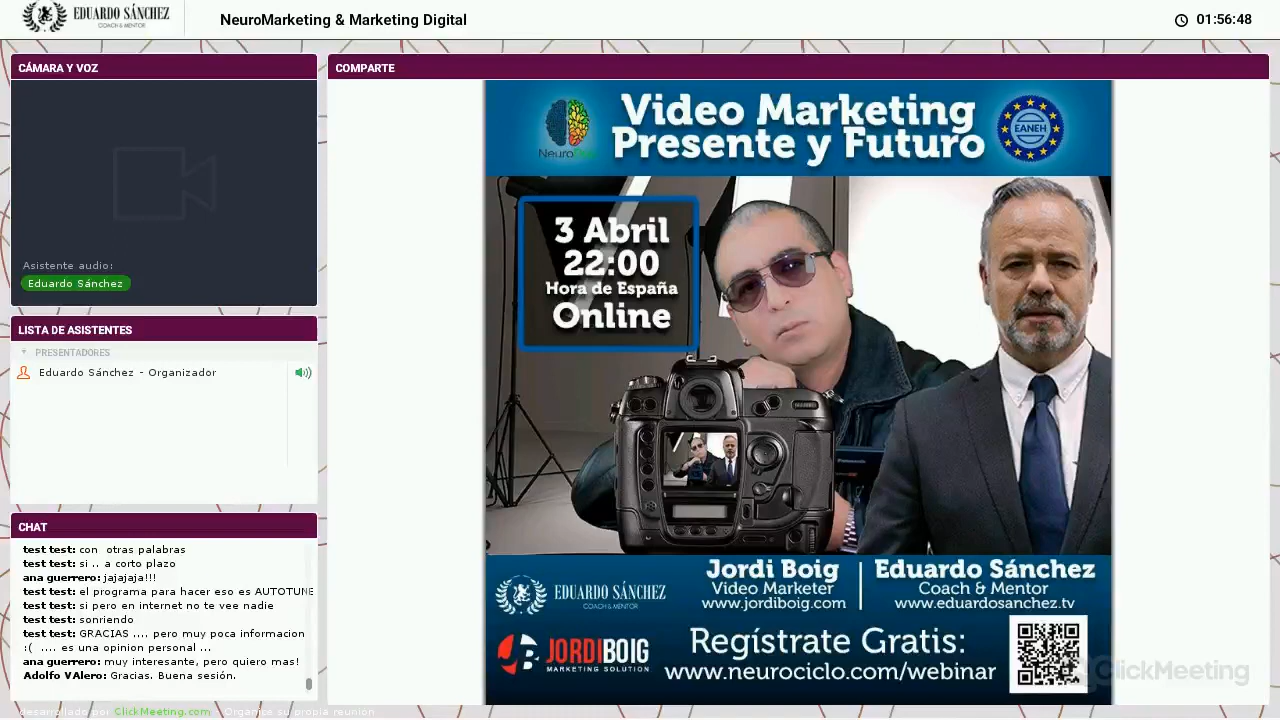 EDUARDO SÁNCHEZ
COACH & MENTOR
NeuroMarketing & Marketing Digital
01:56:48
CÁMARA Y VOZ
Asistente audio:
Eduardo Sánchez
LISTA DE ASISTENTES
PRESENTADORES
Eduardo Sánchez - Organizador
CHAT
test test: con otras palabras
test test: si .. a corto plazo
ana guerrero: jajajaja!!!
test test: el programa para hacer eso es AUTOTUNE
test test: si pero en internet no te vee nadie
test test: sonriendo
test test: GRACIAS .... pero muy poca informacion
:( .... es una opinion personal ...
ana guerrero: muy interesante, pero quiero mas!
Adolfo VAlero: Gracias. Buena sesión.
desarrollado por ClickMeeting.com - Organice su propia reunión
COMPARTE
Video Marketing
Presente y Futuro
EANEH
3 Abril
22:00
Hora de España
Online
Jordi Boig
Video Marketer
www.jordiboig.com
Eduardo Sánchez
Coach & Mentor
www.eduardosanchez.tv
EDUARDO SÁNCHEZ
COACH & MENTOR
JORDIBOIG
MARKETING SOLUTION
Regístrate Gratis:
www.neurociclo.com/webinar
ClickMeeting